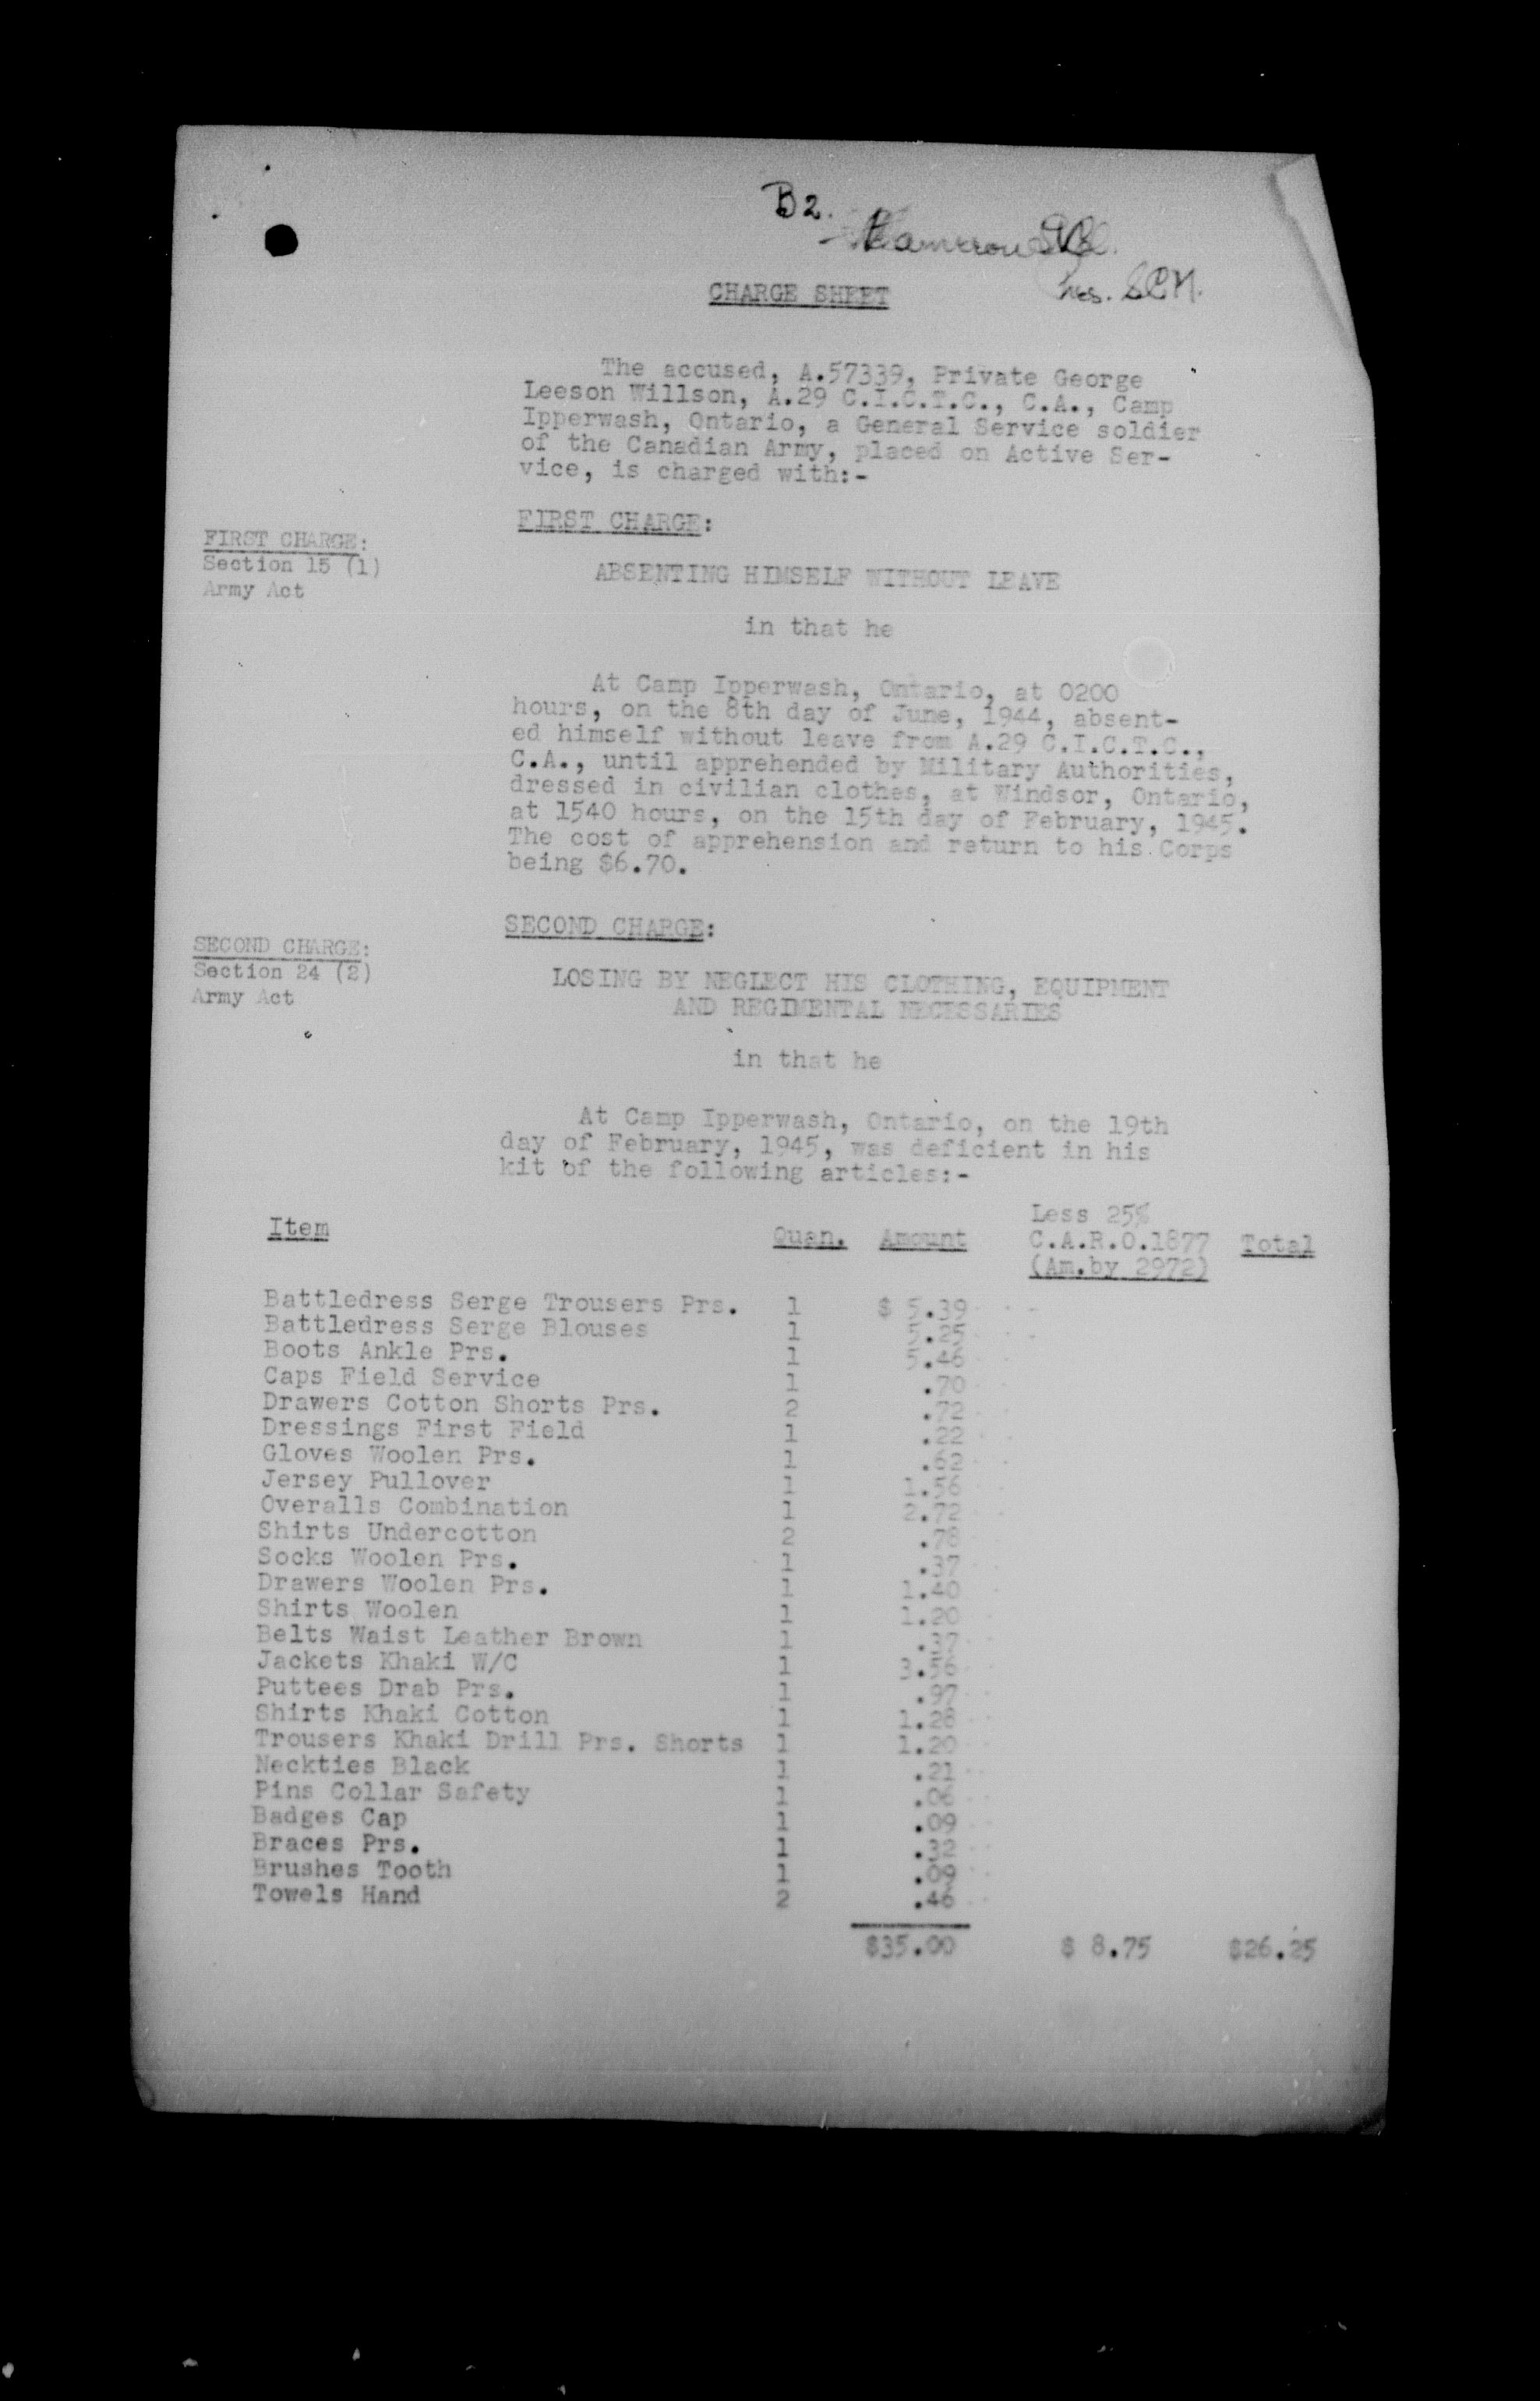 B2.
CHARGE SHEET
Pres. SCM.
The accused, A.57339, Private George
Leeson Willson, A.29 C.I.C.T.C., C.A., Camp
Ipperwash, Ontario, a General Service soldier
of the Canadian Army, placed on Active Ser-
vice, is charged with:-
FIRST CHARGE:
FIRST CHARGE:
Section 15 (1)
Army Act
ABSENTING HIMSELF WITHOUT LEAVE
in that he
At Camp Ipperwash, Ontario, at 0200
hours, on the 8th day of June, 1944, absent-
ed himself without leave from A.29 C.I.C.T.C.,
C.A., until apprehended by Military Authorities,
dressed in civilian clothes, at Windsor, Ontario,
at 1540 hours, on the 15th day of February, 1945.
The cost of apprehension and return to his Corps
being $6.70.
SECOND CHARGE:
SECOND CHARGE:
Section 24 (2)
Army Act
LOSING BY NEGLECT HIS CLOTHING, EQUIPMENT
AND REGIMENTAL NECESSARIES
in that he
At Camp Ipperwash, Ontario, on the 19th
day of February, 1945, was deficient in his
kit of the following articles:-
Less 25%
Item Quan. Amount C.A.R.O.1877 Total
(Am.by 2972)
Battledress Serge Trousers Prs. 1 $ 5.39
Battledress Serge Blouses 1 5.25
Boots Ankle Prs. 1 5.46
Caps Field Service 1 .70
Drawers Cotton Shorts Prs. 2 .72
Dressings First Field 1 .22
Gloves Woolen Prs. 1 .62
Jersey Pullover 1 1.56
Overalls Combination 1 2.72
Shirts Undercotton 2 .78
Socks Woolen Prs. 1 .37
Drawers Woolen Prs. 1 1.40
Shirts Woolen 1 1.20
Belts Waist Leather Brown 1 .37
Jackets Khaki W/C 1 3.56
Puttees Drab Prs. 1 .97
Shirts Khaki Cotton 1 1.28
Trousers Khaki Drill Prs. Shorts 1 1.20
Neckties Black 1 .21
Pins Collar Safety 1 .06
Badges Cap 1 .09
Braces Prs. 1 .32
Brushes Tooth 1 .09
Towels Hand 2 .46
$35.00 $ 8.75 $26.25